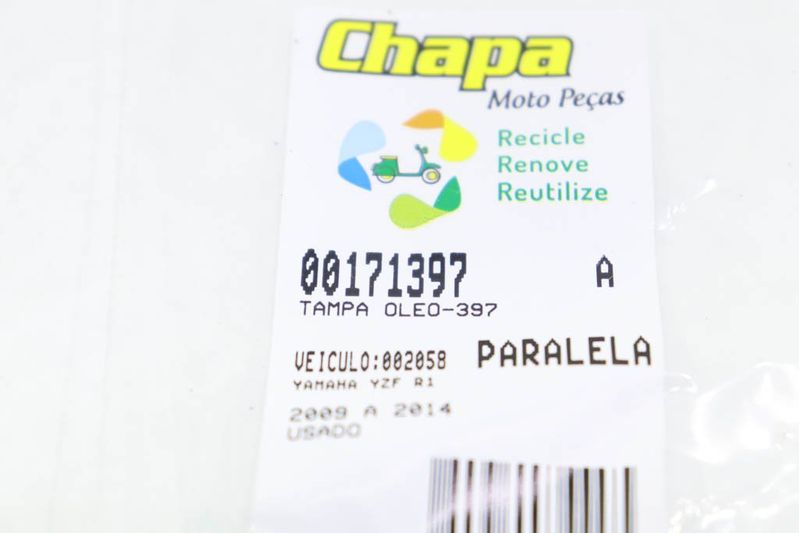 Chapa
Moto Peças
Recicle
Renove
Reutilize
00171397 A
TAMPA OLEO-397
VEICULO:002058 PARALELA
YAMAHA YZF R1
2009 A 2014
USADO